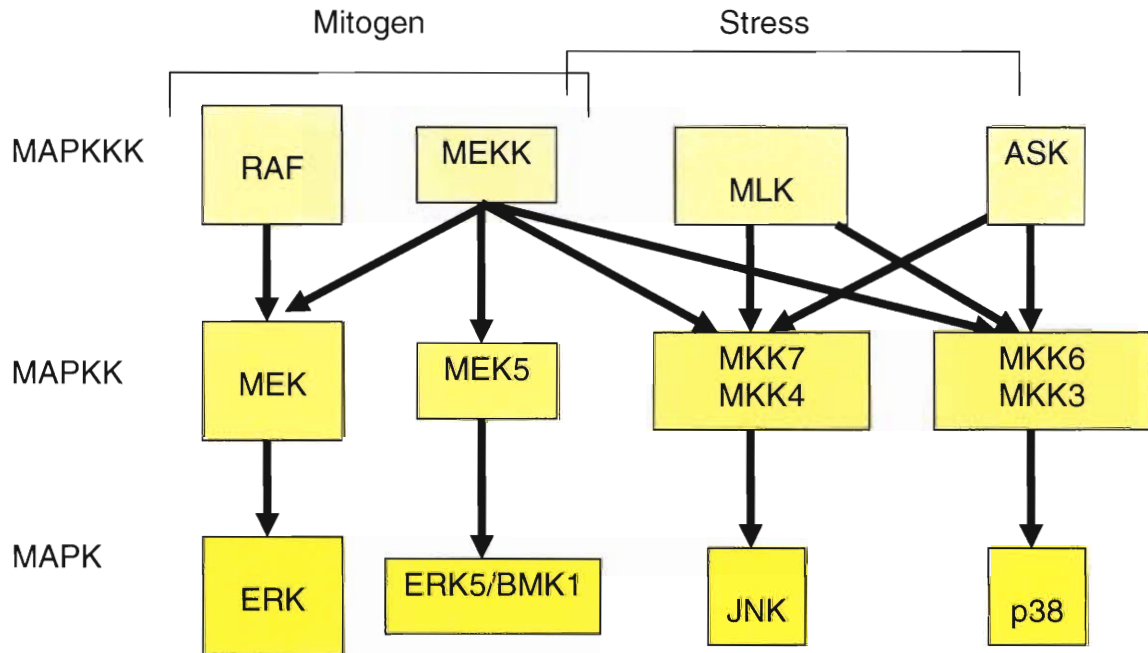 Mitogen
Stress
MAPKKK
RAF
MEKK
MLK
ASK
MAPKK
MEK
MEK5
MKK7
MKK4
MKK6
MKK3
MAPK
ERK
ERK5/BMK1
JNK
p38